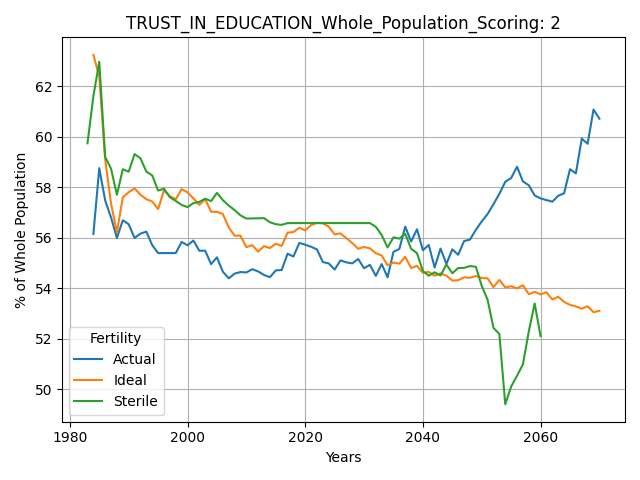 TRUST_IN_EDUCATION_Whole_Population_Scoring: 2
% of Whole Population
62
60
58
56
54
52
50
Fertility
Actual
Ideal
Sterile
1980
2000
2020
2040
2060
Years